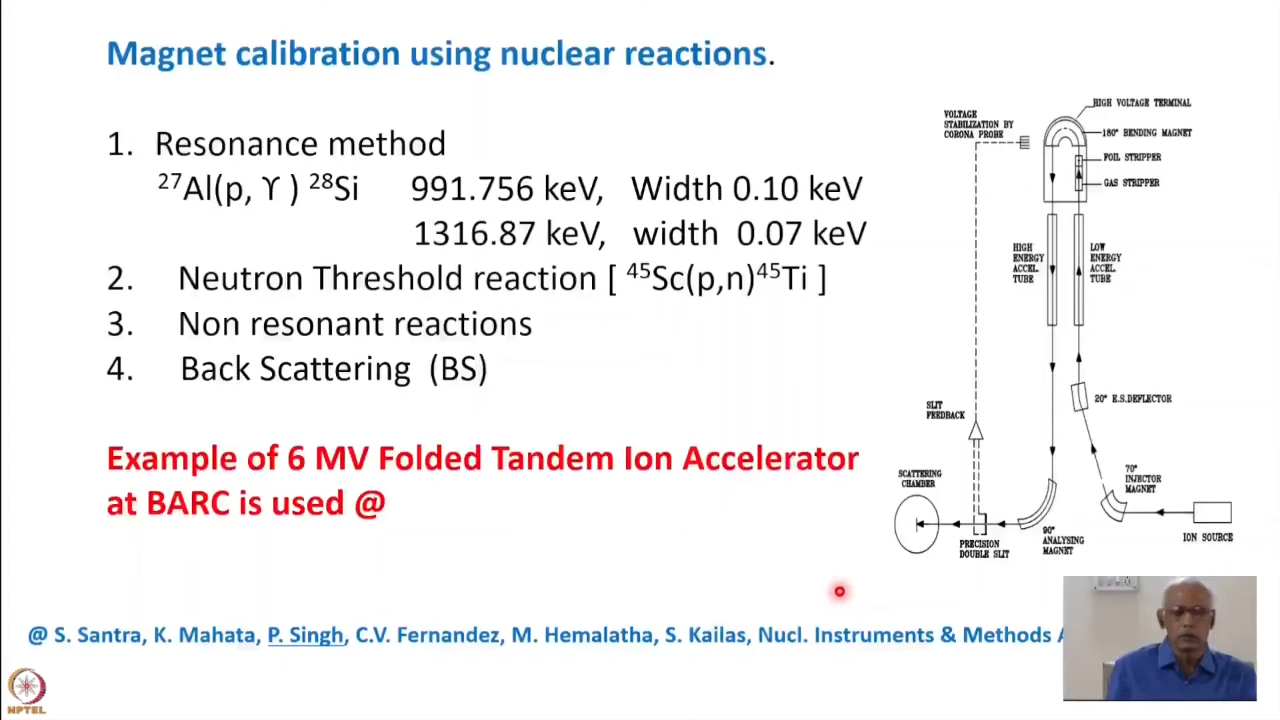 Magnet calibration using nuclear reactions.
1. Resonance method
²⁷Al(p, ϒ ) ²⁸Si 991.756 keV, Width 0.10 keV
1316.87 keV, width 0.07 keV
2. Neutron Threshold reaction [ ⁴⁵Sc(p,n)⁴⁵Ti ]
3. Non resonant reactions
4. Back Scattering (BS)
Example of 6 MV Folded Tandem Ion Accelerator
at BARC is used @
@ S. Santra, K. Mahata, P. Singh, C.V. Fernandez, M. Hemalatha, S. Kailas, Nucl. Instruments & Methods A
HIGH VOLTAGE TERMINAL
VOLTAGE
STABILIZATION BY
CORONA PROBE
180° BENDING MAGNET
FOIL STRIPPER
GAS STRIPPER
HIGH
ENERGY
ACCEL.
TUBE
LOW
ENERGY
ACCEL.
TUBE
20° E.S.DEFLECTOR
SLIT
FEEDBACK
SCATTERING
CHAMBER
70°
INJECTOR
MAGNET
90°
ANALYSING
MAGNET
PRECISION
DOUBLE SLIT
ION SOURCE
NPTEL